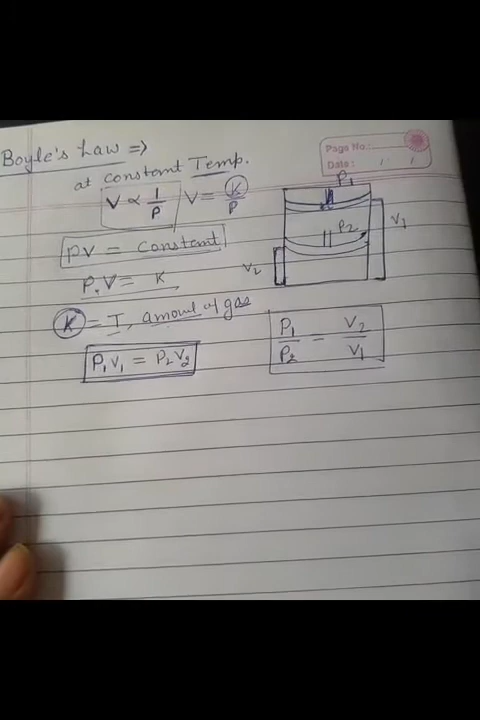 Boyle's Law ⇒
at constant Temp.
V ∝ 1/P V = K/P
PV = constant
P.V = K
K = T, amount of gas
P₁V₁ = P₂V₂
Page No.:
Date: / /
P₁
P₂
V₁
V₂
P₁/P₂ = V₂/V₁